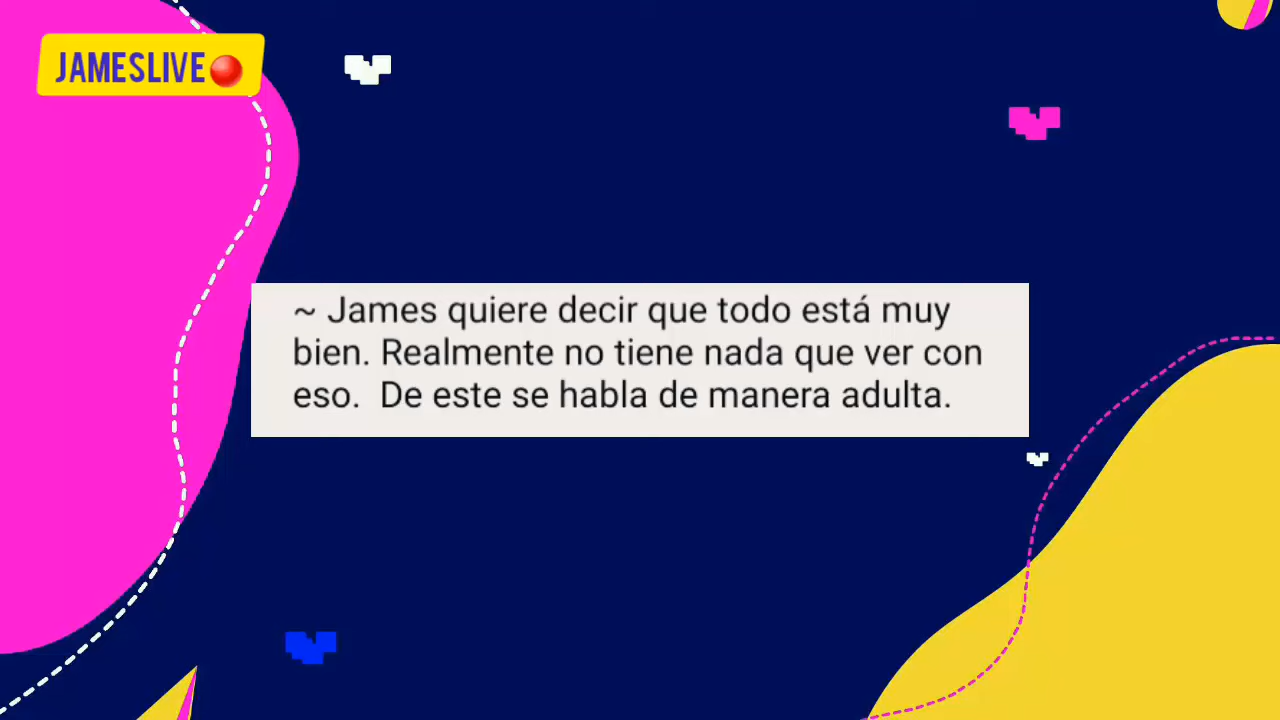 JAMESLIVE
~ James quiere decir que todo está muy
bien. Realmente no tiene nada que ver con
eso.  De este se habla de manera adulta.